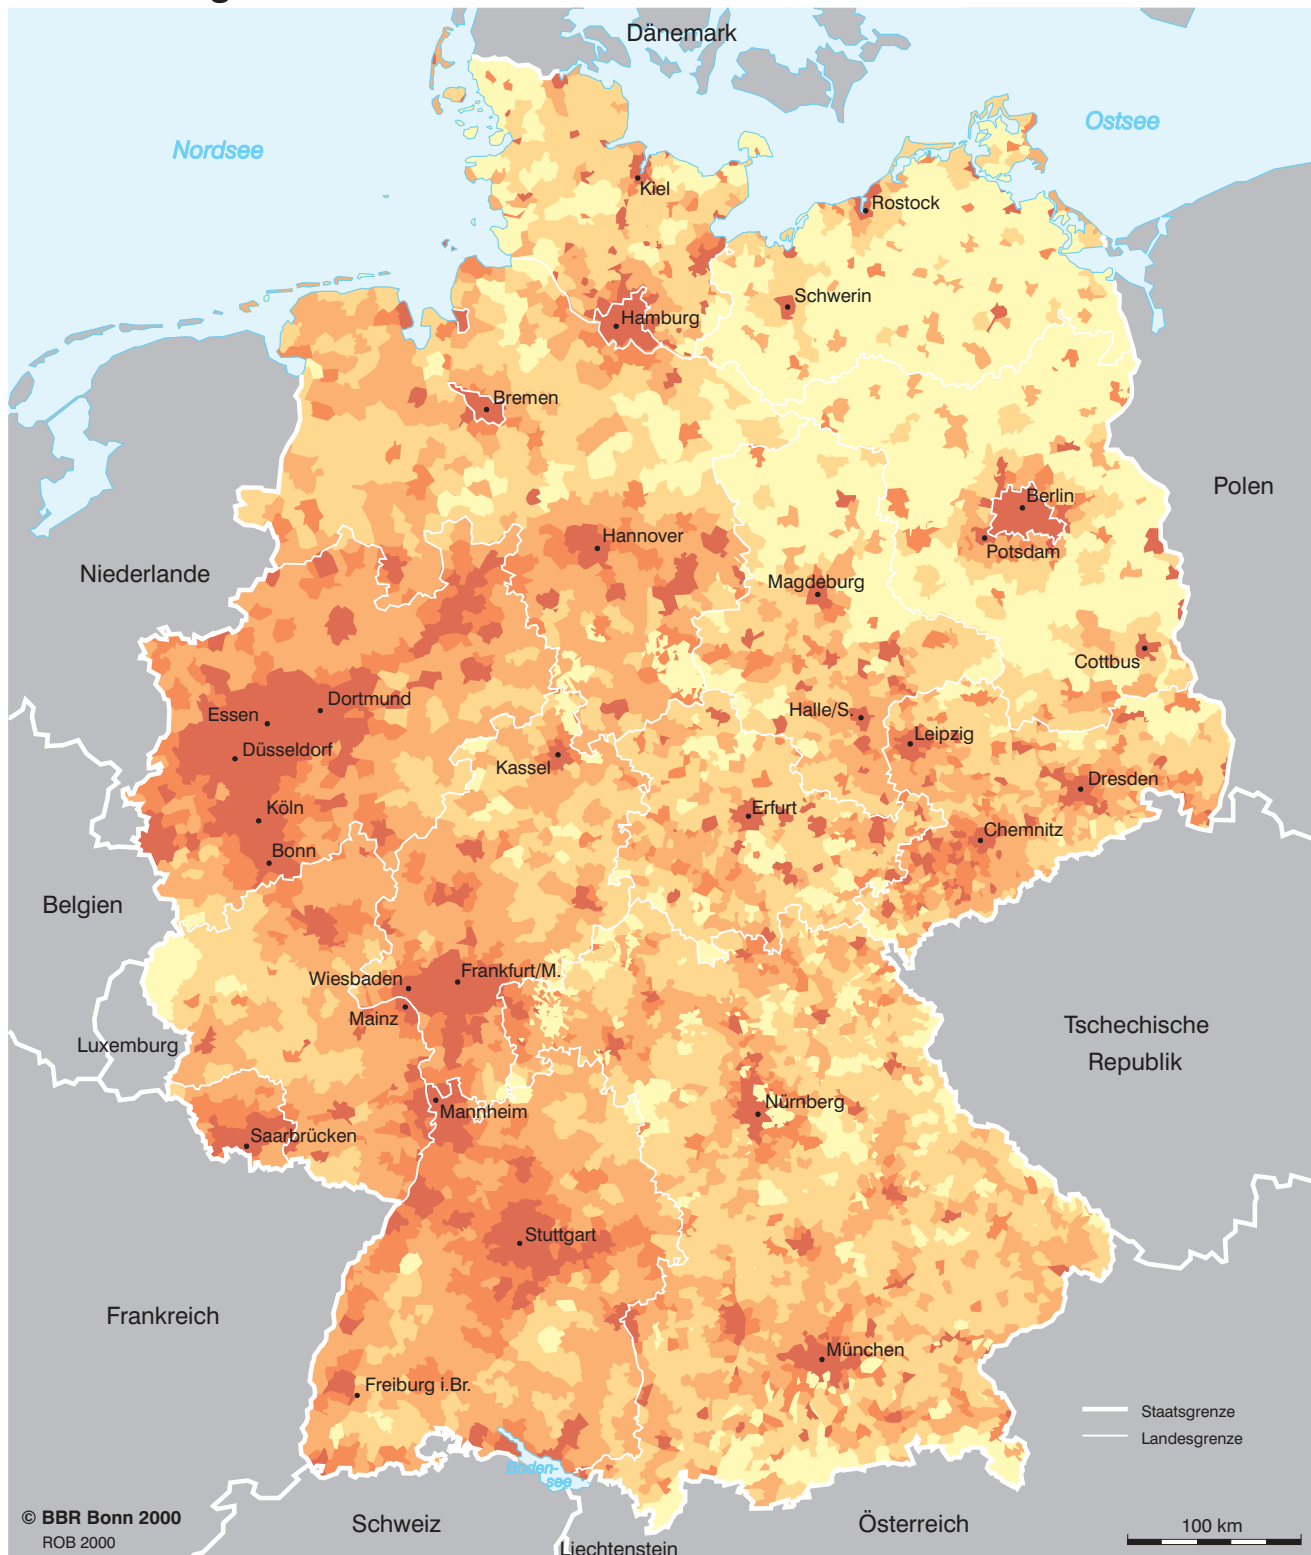 Dänemark
Nordsee
Ostsee
Kiel
Rostock
Schwerin
Hamburg
Bremen
Polen
Berlin
Hannover
Potsdam
Niederlande
Magdeburg
Cottbus
Dortmund
Essen
Halle/S.
Leipzig
Düsseldorf
Kassel
Dresden
Köln
Erfurt
Chemnitz
Bonn
Belgien
Wiesbaden
Frankfurt/M.
Mainz
Tschechische
Republik
Luxemburg
Nürnberg
Mannheim
Saarbrücken
Stuttgart
Frankreich
München
Freiburg i.Br.
Staatsgrenze
Landesgrenze
Boden-
see
© BBR Bonn 2000
ROB 2000
Schweiz
Österreich
100 km
Liechtenstein